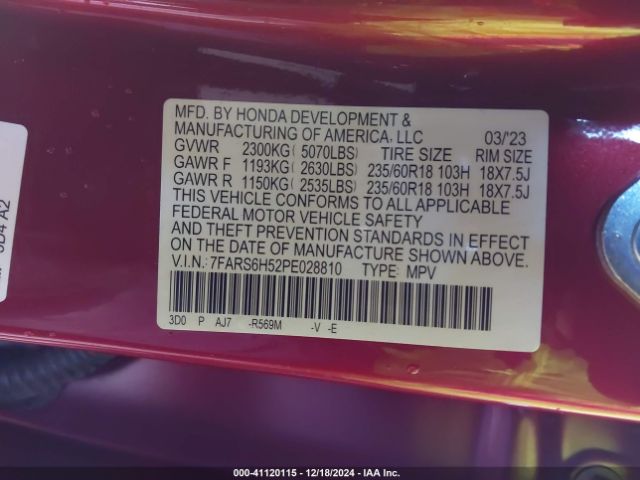 MFD. BY HONDA DEVELOPMENT &
MANUFACTURING OF AMERICA, LLC 03/'23
GVWR 2300KG ( 5070LBS) TIRE SIZE RIM SIZE
GAWR F 1193KG ( 2630LBS) 235/60R18 103H 18X7.5J
GAWR R 1150KG ( 2535LBS) 235/60R18 103H 18X7.5J
THIS VEHICLE CONFORMS TO ALL APPLICABLE
FEDERAL MOTOR VEHICLE SAFETY
AND THEFT PREVENTION STANDARDS IN EFFECT
ON THE DATE OF MANUFACTURE SHOWN ABOVE.
V.I.N.: 7FARS6H52PE028810 TYPE: MPV
3D0 P AJ7 -R569M -V -E
000-41120115 - 12/18/2024 - IAA Inc.